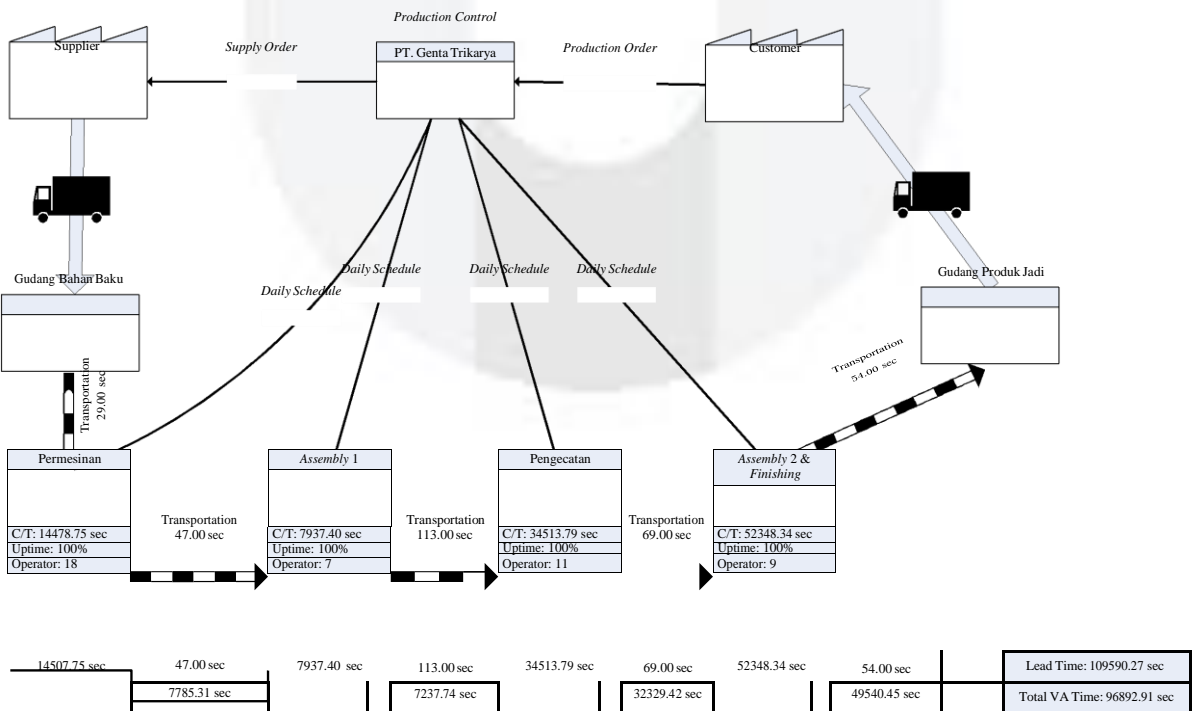 Production Control
Supplier
Supply Order
PT. Genta Trikarya
Production Order
Customer
Gudang Bahan Baku
Daily Schedule
Daily Schedule
Daily Schedule
Daily Schedule
Gudang Produk Jadi
Transportation
29.00 sec
Transportation
54.00 sec
Permesinan
C/T: 14478.75 sec
Uptime: 100%
Operator: 18
Transportation
47.00 sec
Assembly 1
C/T: 7937.40 sec
Uptime: 100%
Operator: 7
Transportation
113.00 sec
Pengecatan
C/T: 34513.79 sec
Uptime: 100%
Operator: 11
Transportation
69.00 sec
Assembly 2 &
Finishing
C/T: 52348.34 sec
Uptime: 100%
Operator: 9
14507.75 sec
47.00 sec
7937.40 sec
113.00 sec
34513.79 sec
69.00 sec
52348.34 sec
54.00 sec
Lead Time: 109590.27 sec
7785.31 sec
7237.74 sec
32329.42 sec
49540.45 sec
Total VA Time: 96892.91 sec